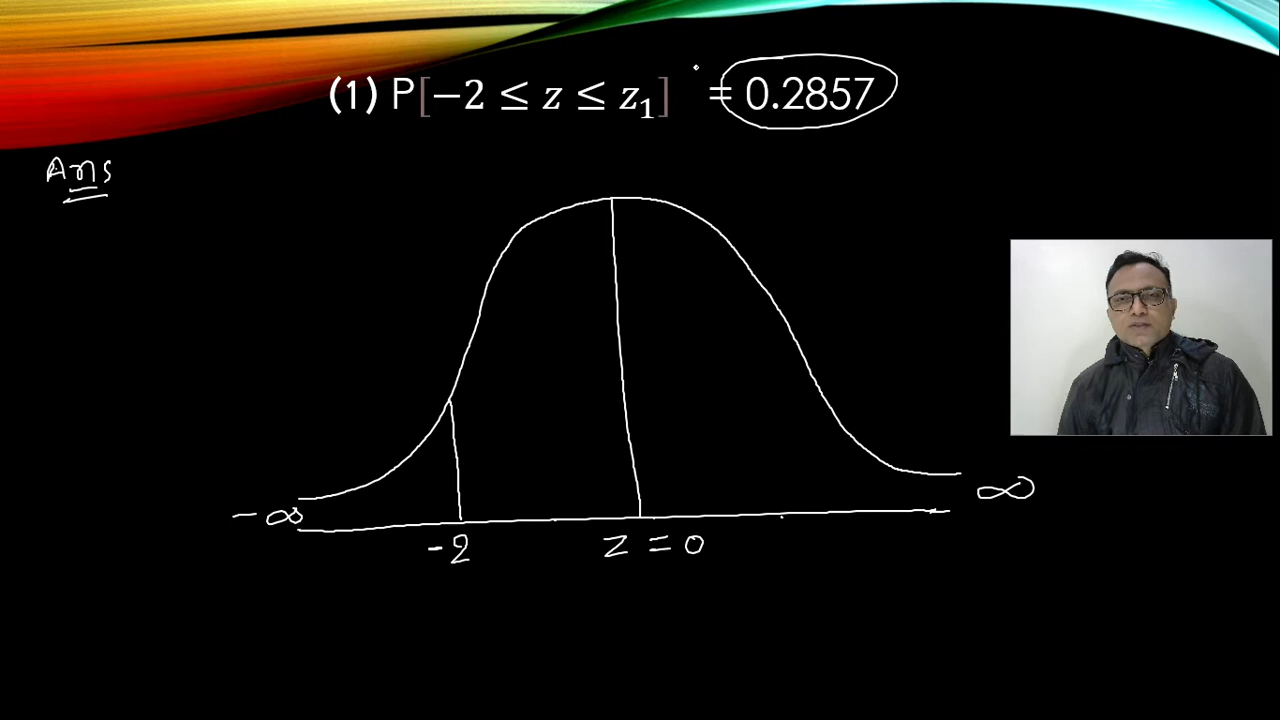 (1) P[−2 ≤ z ≤ z₁] = 0.2857
Ans
-∞
∞
-2
z = 0